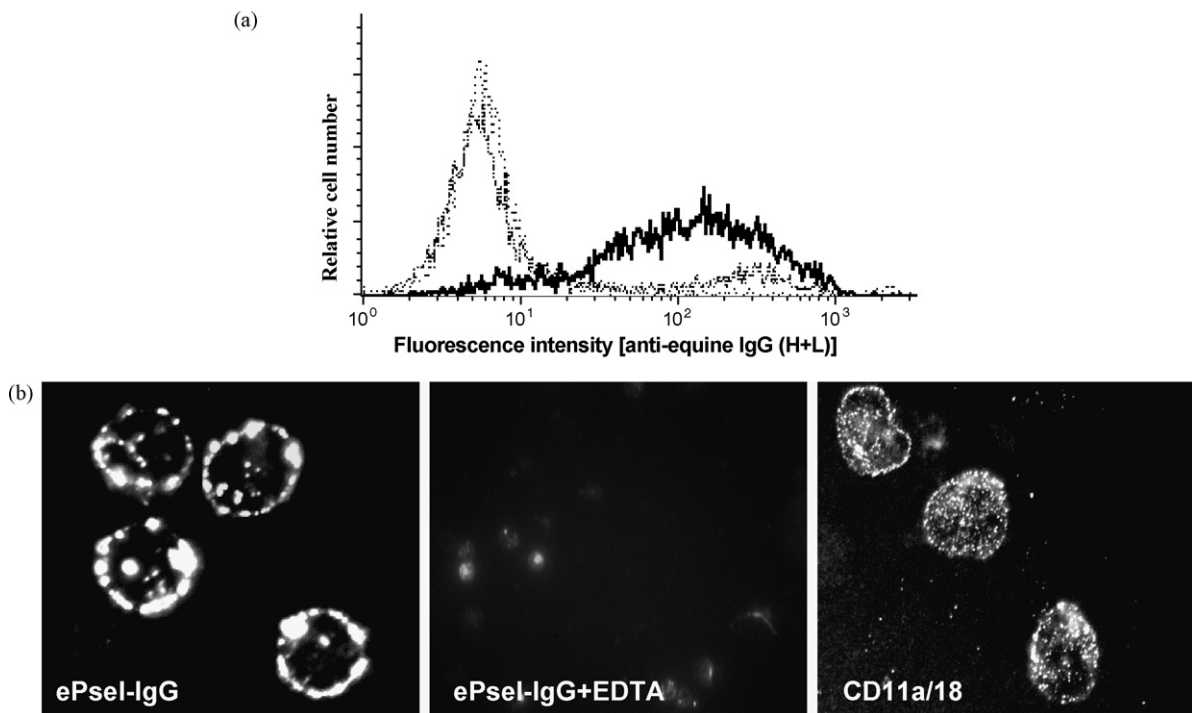 (a)
Relative cell number
10⁰ 10¹ 10² 10³
Fluorescence intensity [anti-equine IgG (H+L)]
(b)
ePsel-IgG ePsel-IgG+EDTA CD11a/18